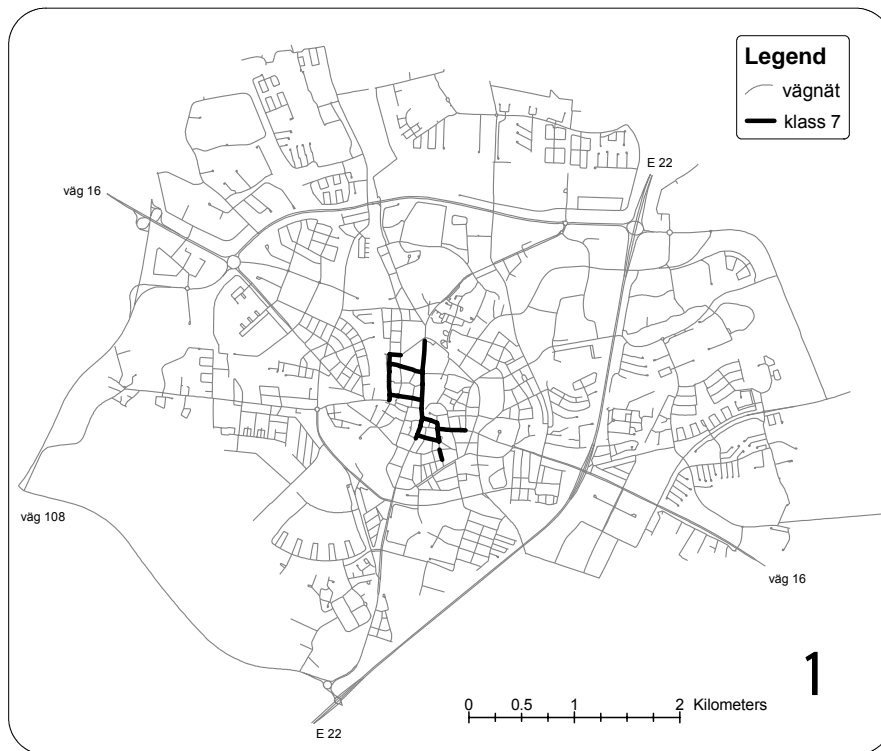 Legend
vägnät
klass 7
E 22
väg 16
väg 108
väg 16
1
0 0.5 1 2 Kilometers
E 22